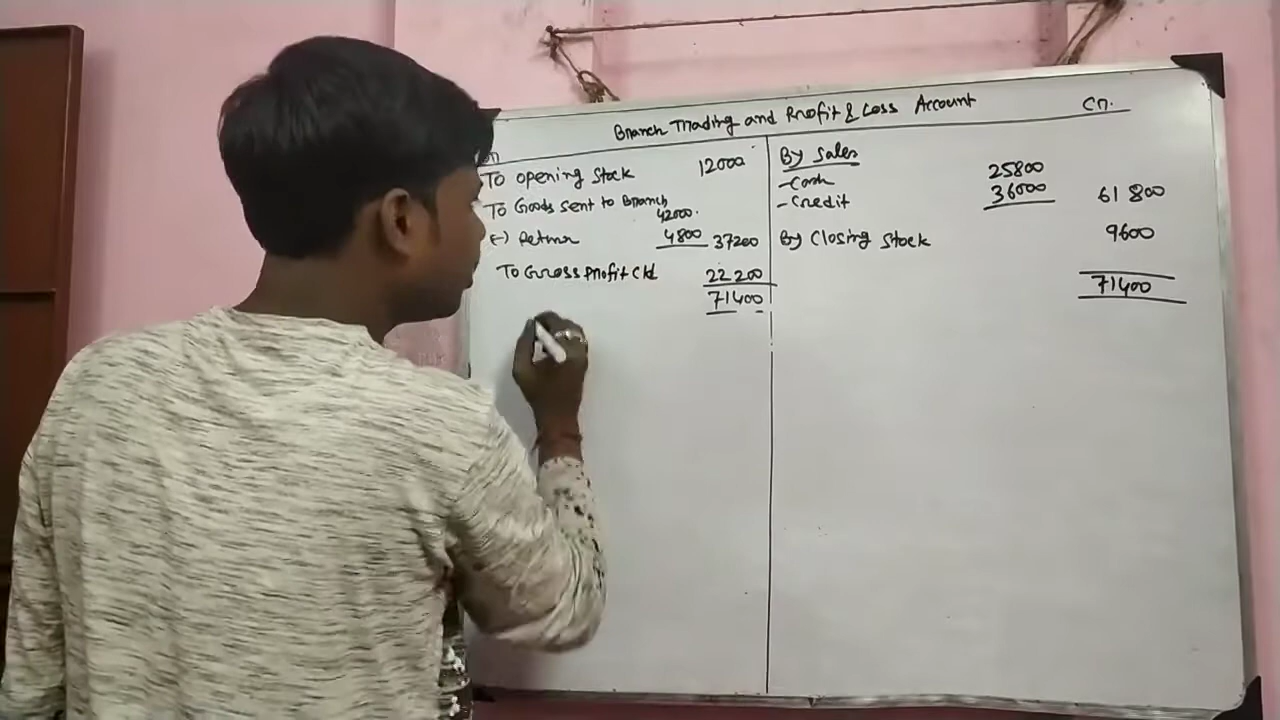 Branch Trading and Profit & Loss Account Cr.
To opening Stock 12000
To Goods sent to Branch
42000
(-) Return 4800 37200
To Gross Profit C/d 22200
71400
By Sales
-Cash 25800
-Credit 36000 61800
By Closing Stock 9600
71400